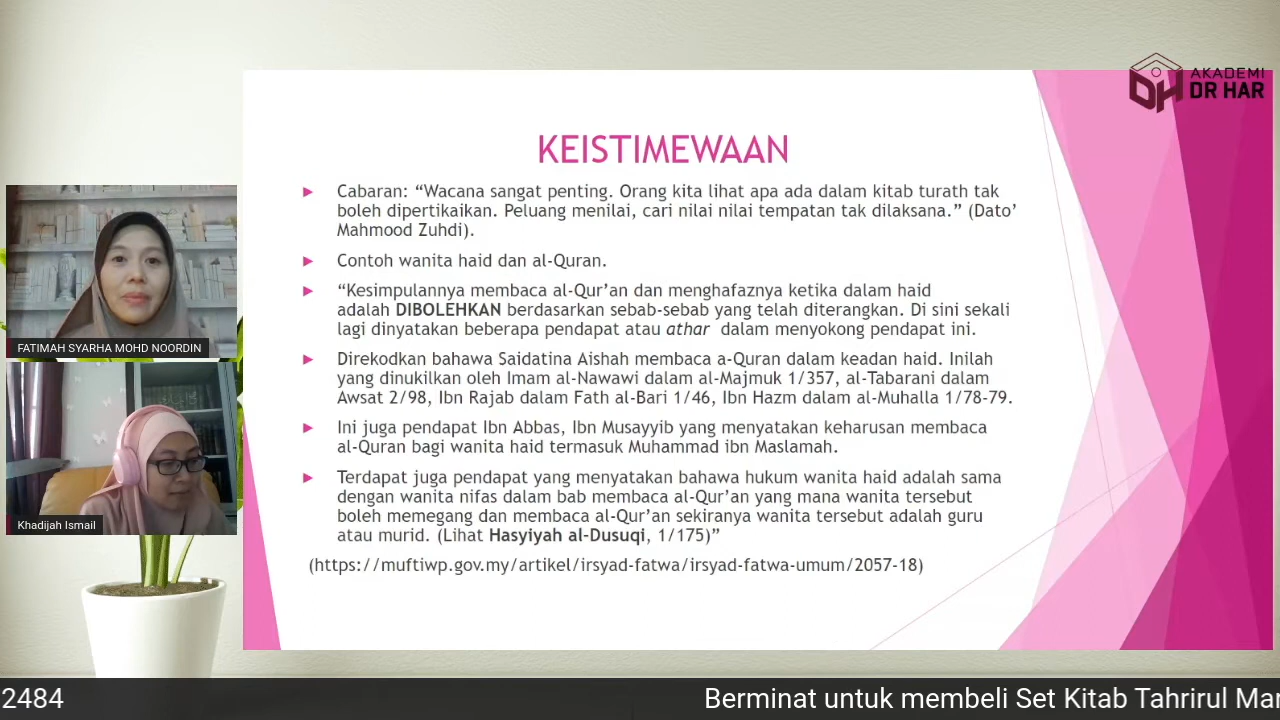 AKADEMI
DR HAR
KEISTIMEWAAN
Cabaran: “Wacana sangat penting. Orang kita lihat apa ada dalam kitab turath tak
boleh dipertikaikan. Peluang menilai, cari nilai nilai tempatan tak dilaksana.” (Dato’
Mahmood Zuhdi).
Contoh wanita haid dan al-Quran.
“Kesimpulannya membaca al-Qur’an dan menghafaznya ketika dalam haid
adalah DIBOLEHKAN berdasarkan sebab-sebab yang telah diterangkan. Di sini sekali
lagi dinyatakan beberapa pendapat atau athar dalam menyokong pendapat ini.
Direkodkan bahawa Saidatina Aishah membaca a-Quran dalam keadan haid. Inilah
yang dinukilkan oleh Imam al-Nawawi dalam al-Majmuk 1/357, al-Tabarani dalam
Awsat 2/98, Ibn Rajab dalam Fath al-Bari 1/46, Ibn Hazm dalam al-Muhalla 1/78-79.
Ini juga pendapat Ibn Abbas, Ibn Musayyib yang menyatakan keharusan membaca
al-Quran bagi wanita haid termasuk Muhammad ibn Maslamah.
Terdapat juga pendapat yang menyatakan bahawa hukum wanita haid adalah sama
dengan wanita nifas dalam bab membaca al-Qur’an yang mana wanita tersebut
boleh memegang dan membaca al-Qur’an sekiranya wanita tersebut adalah guru
atau murid. (Lihat Hasyiyah al-Dusuqi, 1/175)”
(https://muftiwp.gov.my/artikel/irsyad-fatwa/irsyad-fatwa-umum/2057-18)
FATIMAH SYARHA MOHD NOORDIN
Khadijah Ismail
2484
Berminat untuk membeli Set Kitab Tahrirul Mar